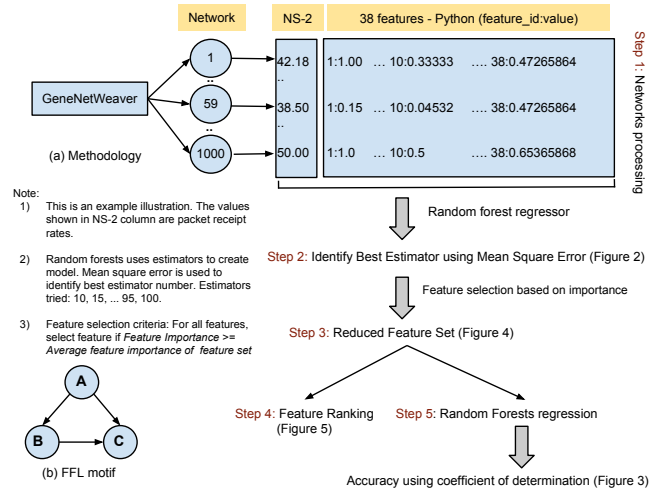 Network
NS-2
38 features - Python (feature_id:value)
GeneNetWeaver
1
..
59
..
1000
42.18
..
38.50
..
50.00
1:1.00 ... 10:0.33333 .... 38:0.47265864
1:0.15 ... 10:0.04532 .... 38:0.47265864
1:1.0 ... 10:0.5 .... 38:0.65365868
Step 1: Networks processing
(a) Methodology
Note:
1) This is an example illustration. The values
shown in NS-2 column are packet receipt
rates.
2) Random forests uses estimators to create
model. Mean square error is used to
identify best estimator number. Estimators
tried: 10, 15, ... 95, 100.
3) Feature selection criteria: For all features,
select feature if Feature Importance >=
Average feature importance of feature set
A
B
C
(b) FFL motif
Random forest regressor
Step 2: Identify Best Estimator using Mean Square Error (Figure 2)
Feature selection based on importance
Step 3: Reduced Feature Set (Figure 4)
Step 4: Feature Ranking
(Figure 5)
Step 5: Random Forests regression
Accuracy using coefficient of determination (Figure 3)